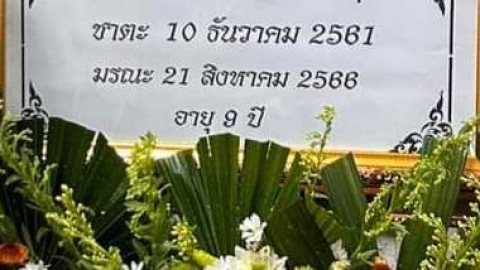 ชาตะ 10 ธันวาคม 2561
มรณะ 21 สิงหาคม 2566
อายุ 9 ปี